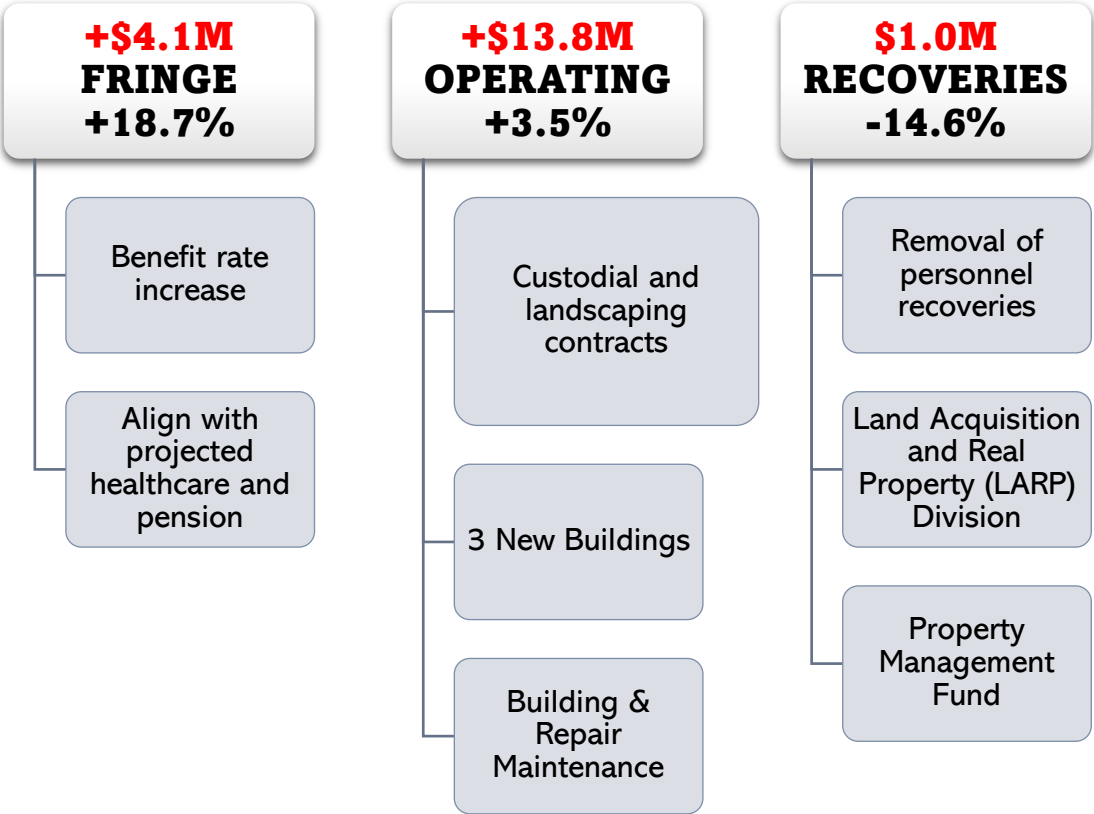 +$4.1M
FRINGE
+18.7%
Benefit rate
increase
Align with
projected
healthcare and
pension
+$13.8M
OPERATING
+3.5%
Custodial and
landscaping
contracts
3 New Buildings
Building &
Repair
Maintenance
$1.0M
RECOVERIES
-14.6%
Removal of
personnel
recoveries
Land Acquisition
and Real
Property (LARP)
Division
Property
Management
Fund